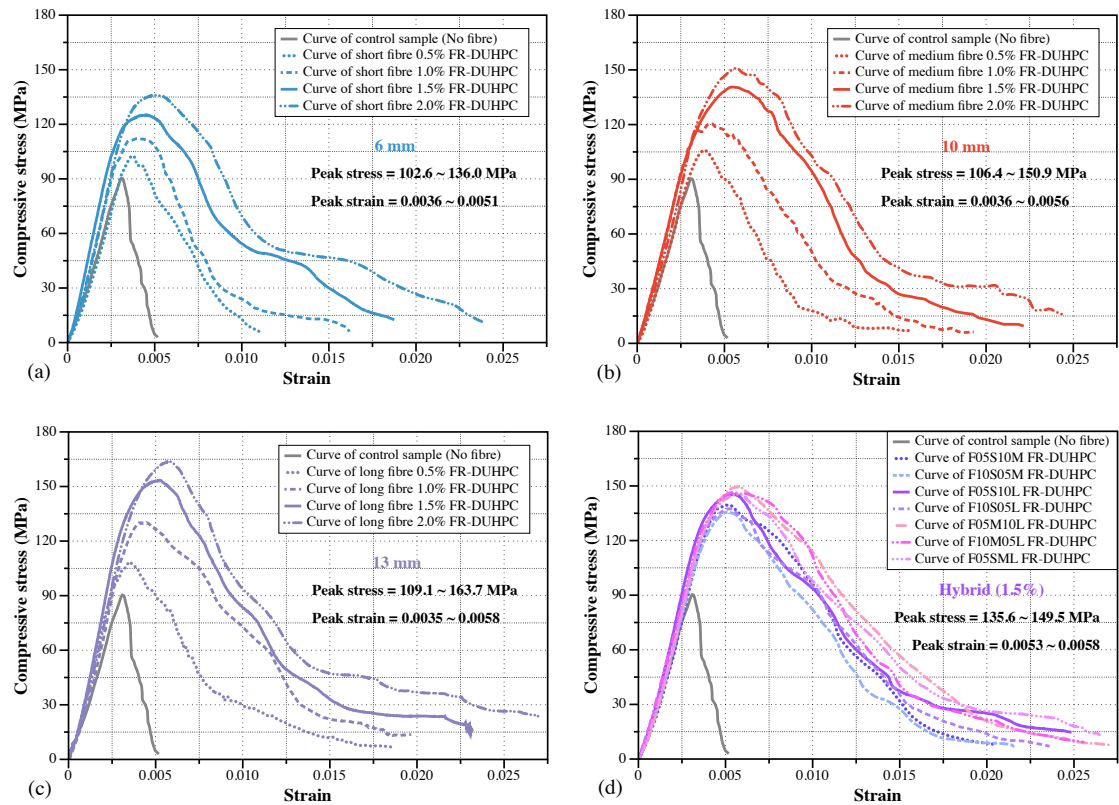 180
150
120
90
60
30
0
Compressive stress (MPa)
Curve of control sample (No fibre)
Curve of short fibre 0.5% FR-DUHPC
Curve of short fibre 1.0% FR-DUHPC
Curve of short fibre 1.5% FR-DUHPC
Curve of short fibre 2.0% FR-DUHPC
6 mm
Peak stress = 102.6 ~ 136.0 MPa
Peak strain = 0.0036 ~ 0.0051
0 0.005 0.010 0.015 0.020 0.025
(a)
Strain
180
150
120
90
60
30
0
Compressive stress (MPa)
Curve of control sample (No fibre)
Curve of medium fibre 0.5% FR-DUHPC
Curve of medium fibre 1.0% FR-DUHPC
Curve of medium fibre 1.5% FR-DUHPC
Curve of medium fibre 2.0% FR-DUHPC
10 mm
Peak stress = 106.4 ~ 150.9 MPa
Peak strain = 0.0036 ~ 0.0056
0 0.005 0.010 0.015 0.020 0.025
(b)
Strain
180
150
120
90
60
30
0
Compressive stress (MPa)
Curve of control sample (No fibre)
Curve of long fibre 0.5% FR-DUHPC
Curve of long fibre 1.0% FR-DUHPC
Curve of long fibre 1.5% FR-DUHPC
Curve of long fibre 2.0% FR-DUHPC
13 mm
Peak stress = 109.1 ~ 163.7 MPa
Peak strain = 0.0035 ~ 0.0058
0 0.005 0.010 0.015 0.020 0.025
(c)
Strain
180
150
120
90
60
30
0
Compressive stress (MPa)
Curve of control sample (No fibre)
Curve of F05S10M FR-DUHPC
Curve of F10S05M FR-DUHPC
Curve of F05S10L FR-DUHPC
Curve of F10S05L FR-DUHPC
Curve of F05M10L FR-DUHPC
Curve of F10M05L FR-DUHPC
Curve of F05SML FR-DUHPC
Hybrid (1.5%)
Peak stress = 135.6 ~ 149.5 MPa
Peak strain = 0.0053 ~ 0.0058
0 0.005 0.010 0.015 0.020 0.025
(d)
Strain